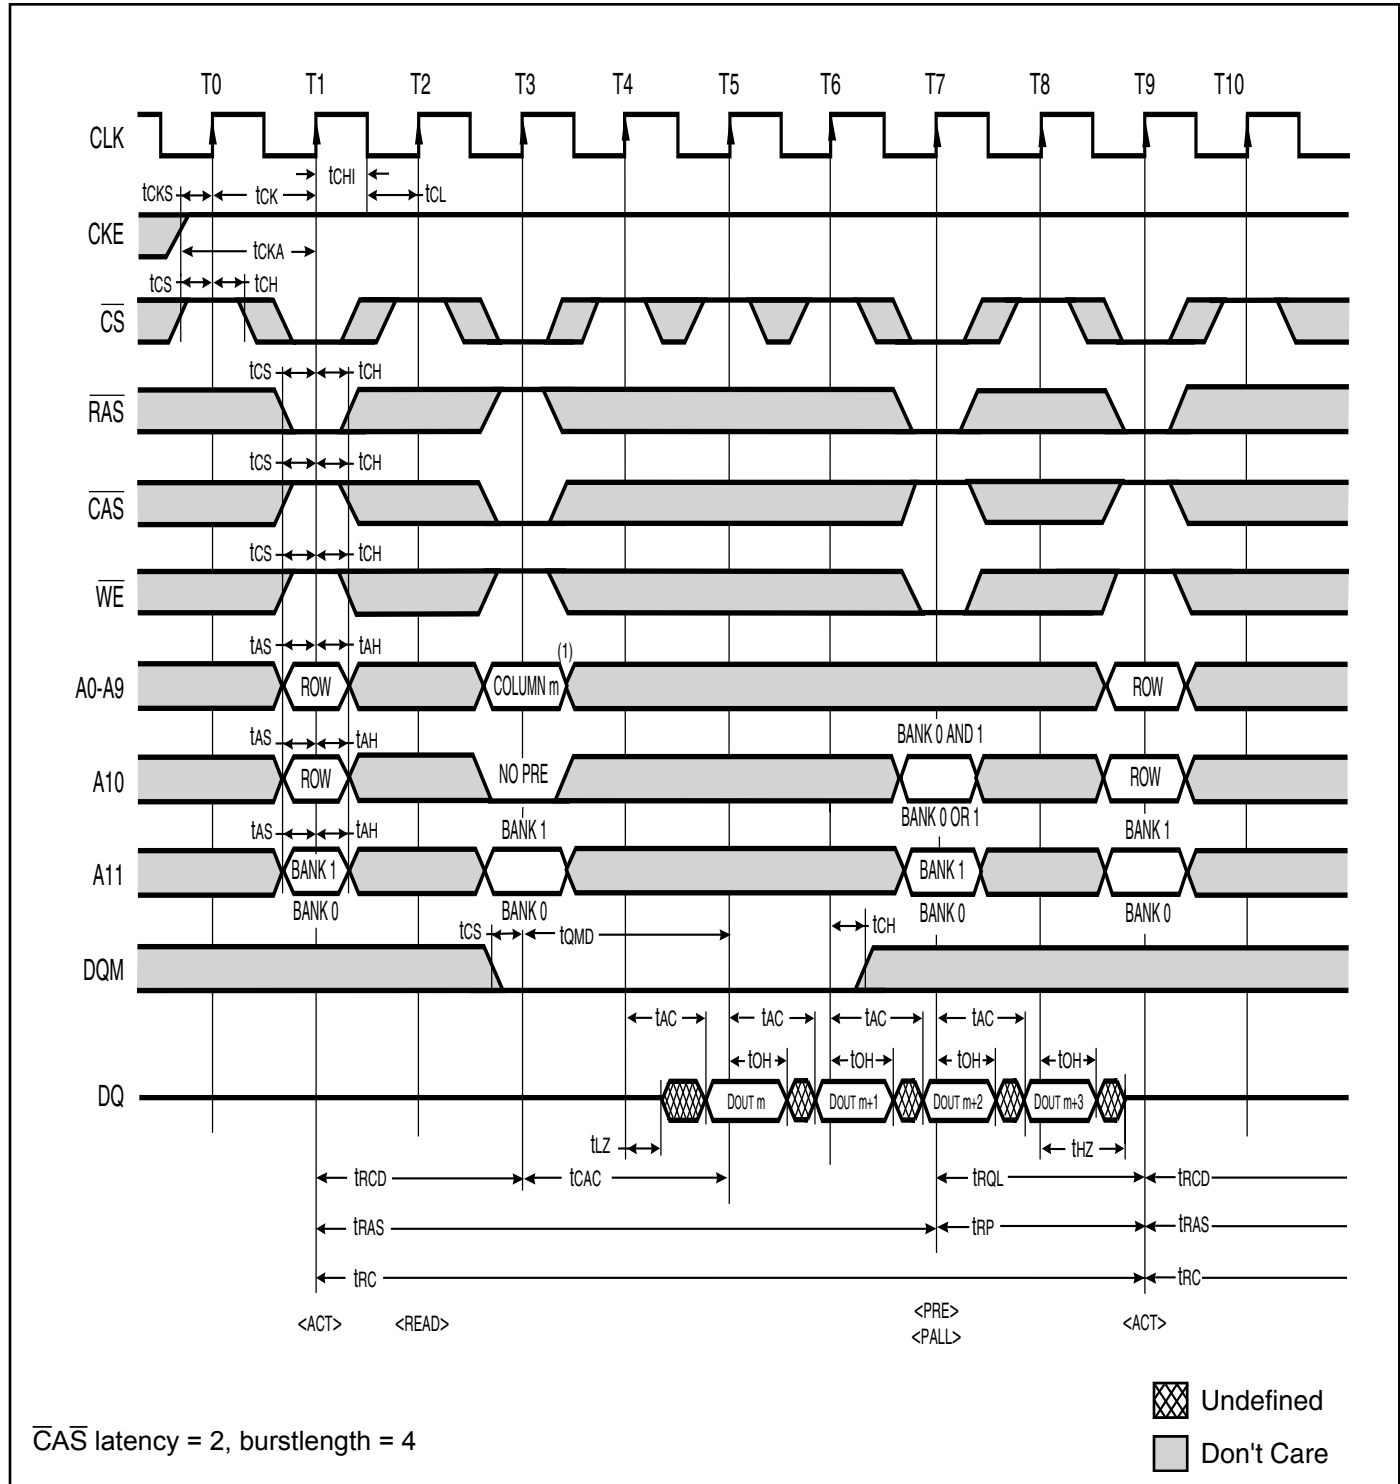 T0 T1 T2 T3 T4 T5 T6 T7 T8 T9 T10
CLK
tCHI
tCKS tCK tCL
CKE
tCKA
tCS tCH
CS
tCS tCH
RAS
tCS tCH
CAS
tCS tCH
WE
tAS tAH
(1)
A0-A9 ROW COLUMN m ROW
BANK 0 AND 1
tAS tAH
A10 ROW NO PRE ROW
BANK 0 OR 1
tAS tAH BANK 1 BANK 1
A11 BANK 1 BANK 1
BANK 0 BANK 0 BANK 0 BANK 0
tCS tQMD tCH
DQM
tAC tAC tAC tAC
tOH tOH tOH tOH
DQ DOUT m DOUT m+1 DOUT m+2 DOUT m+3
tLZ tHZ
tRCD tCAC tRQL tRCD
tRAS tRP tRAS
tRC tRC
<ACT> <READ> <PRE> <ACT>
<PALL>
Undefined
CAS latency = 2, burstlength = 4
Don't Care